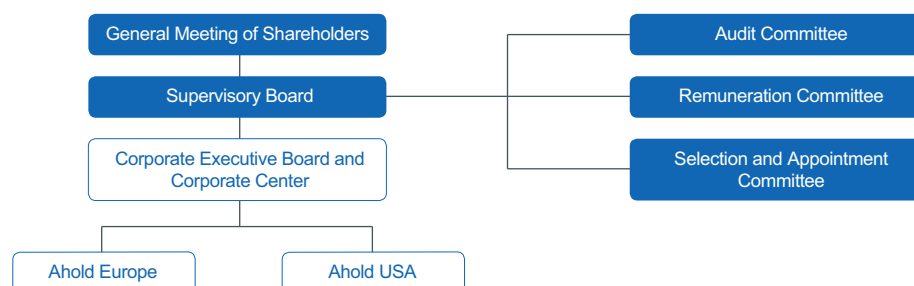 General Meeting of Shareholders
Supervisory Board
Corporate Executive Board and
Corporate Center
Ahold Europe
Ahold USA
Audit Committee
Remuneration Committee
Selection and Appointment
Committee